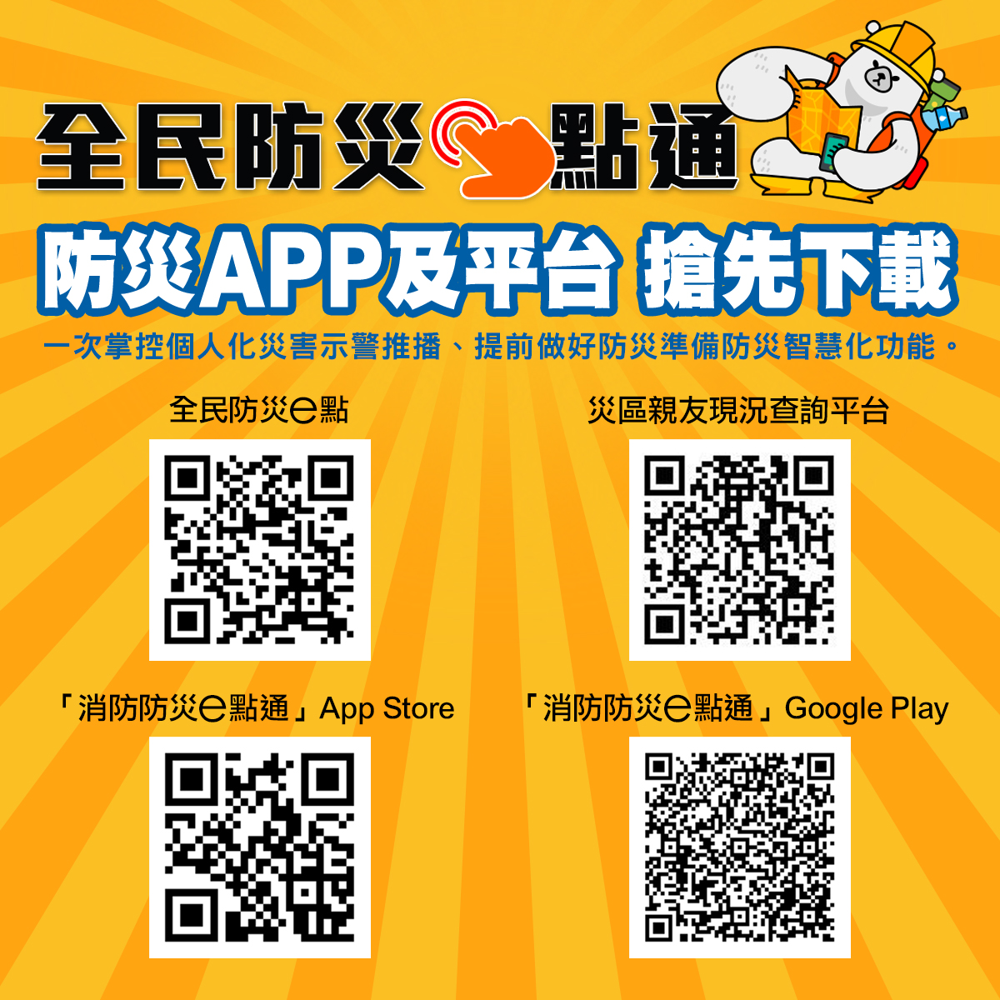 全民防災 點通
防災APP及平台 搶先下載
一次掌控個人化災害示警推播、提前做好防災準備防災智慧化功能。
全民防災e點
災區親友現況查詢平台
「消防防災e點通」App Store
「消防防災e點通」Google Play